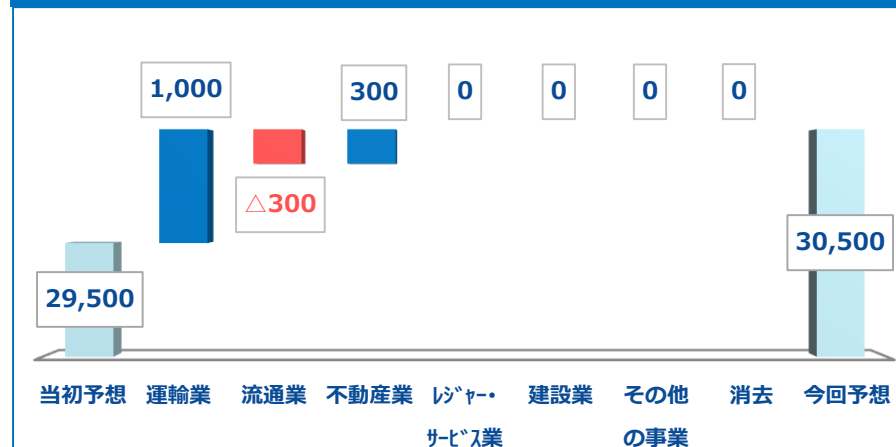 1,000
300
0
0
0
0
△300
30,500
29,500
当初予想
運輸業
流通業
不動産業
ﾚｼﾞｬｰ・
ｻｰﾋﾞｽ業
建設業
その他
の事業
消去
今回予想